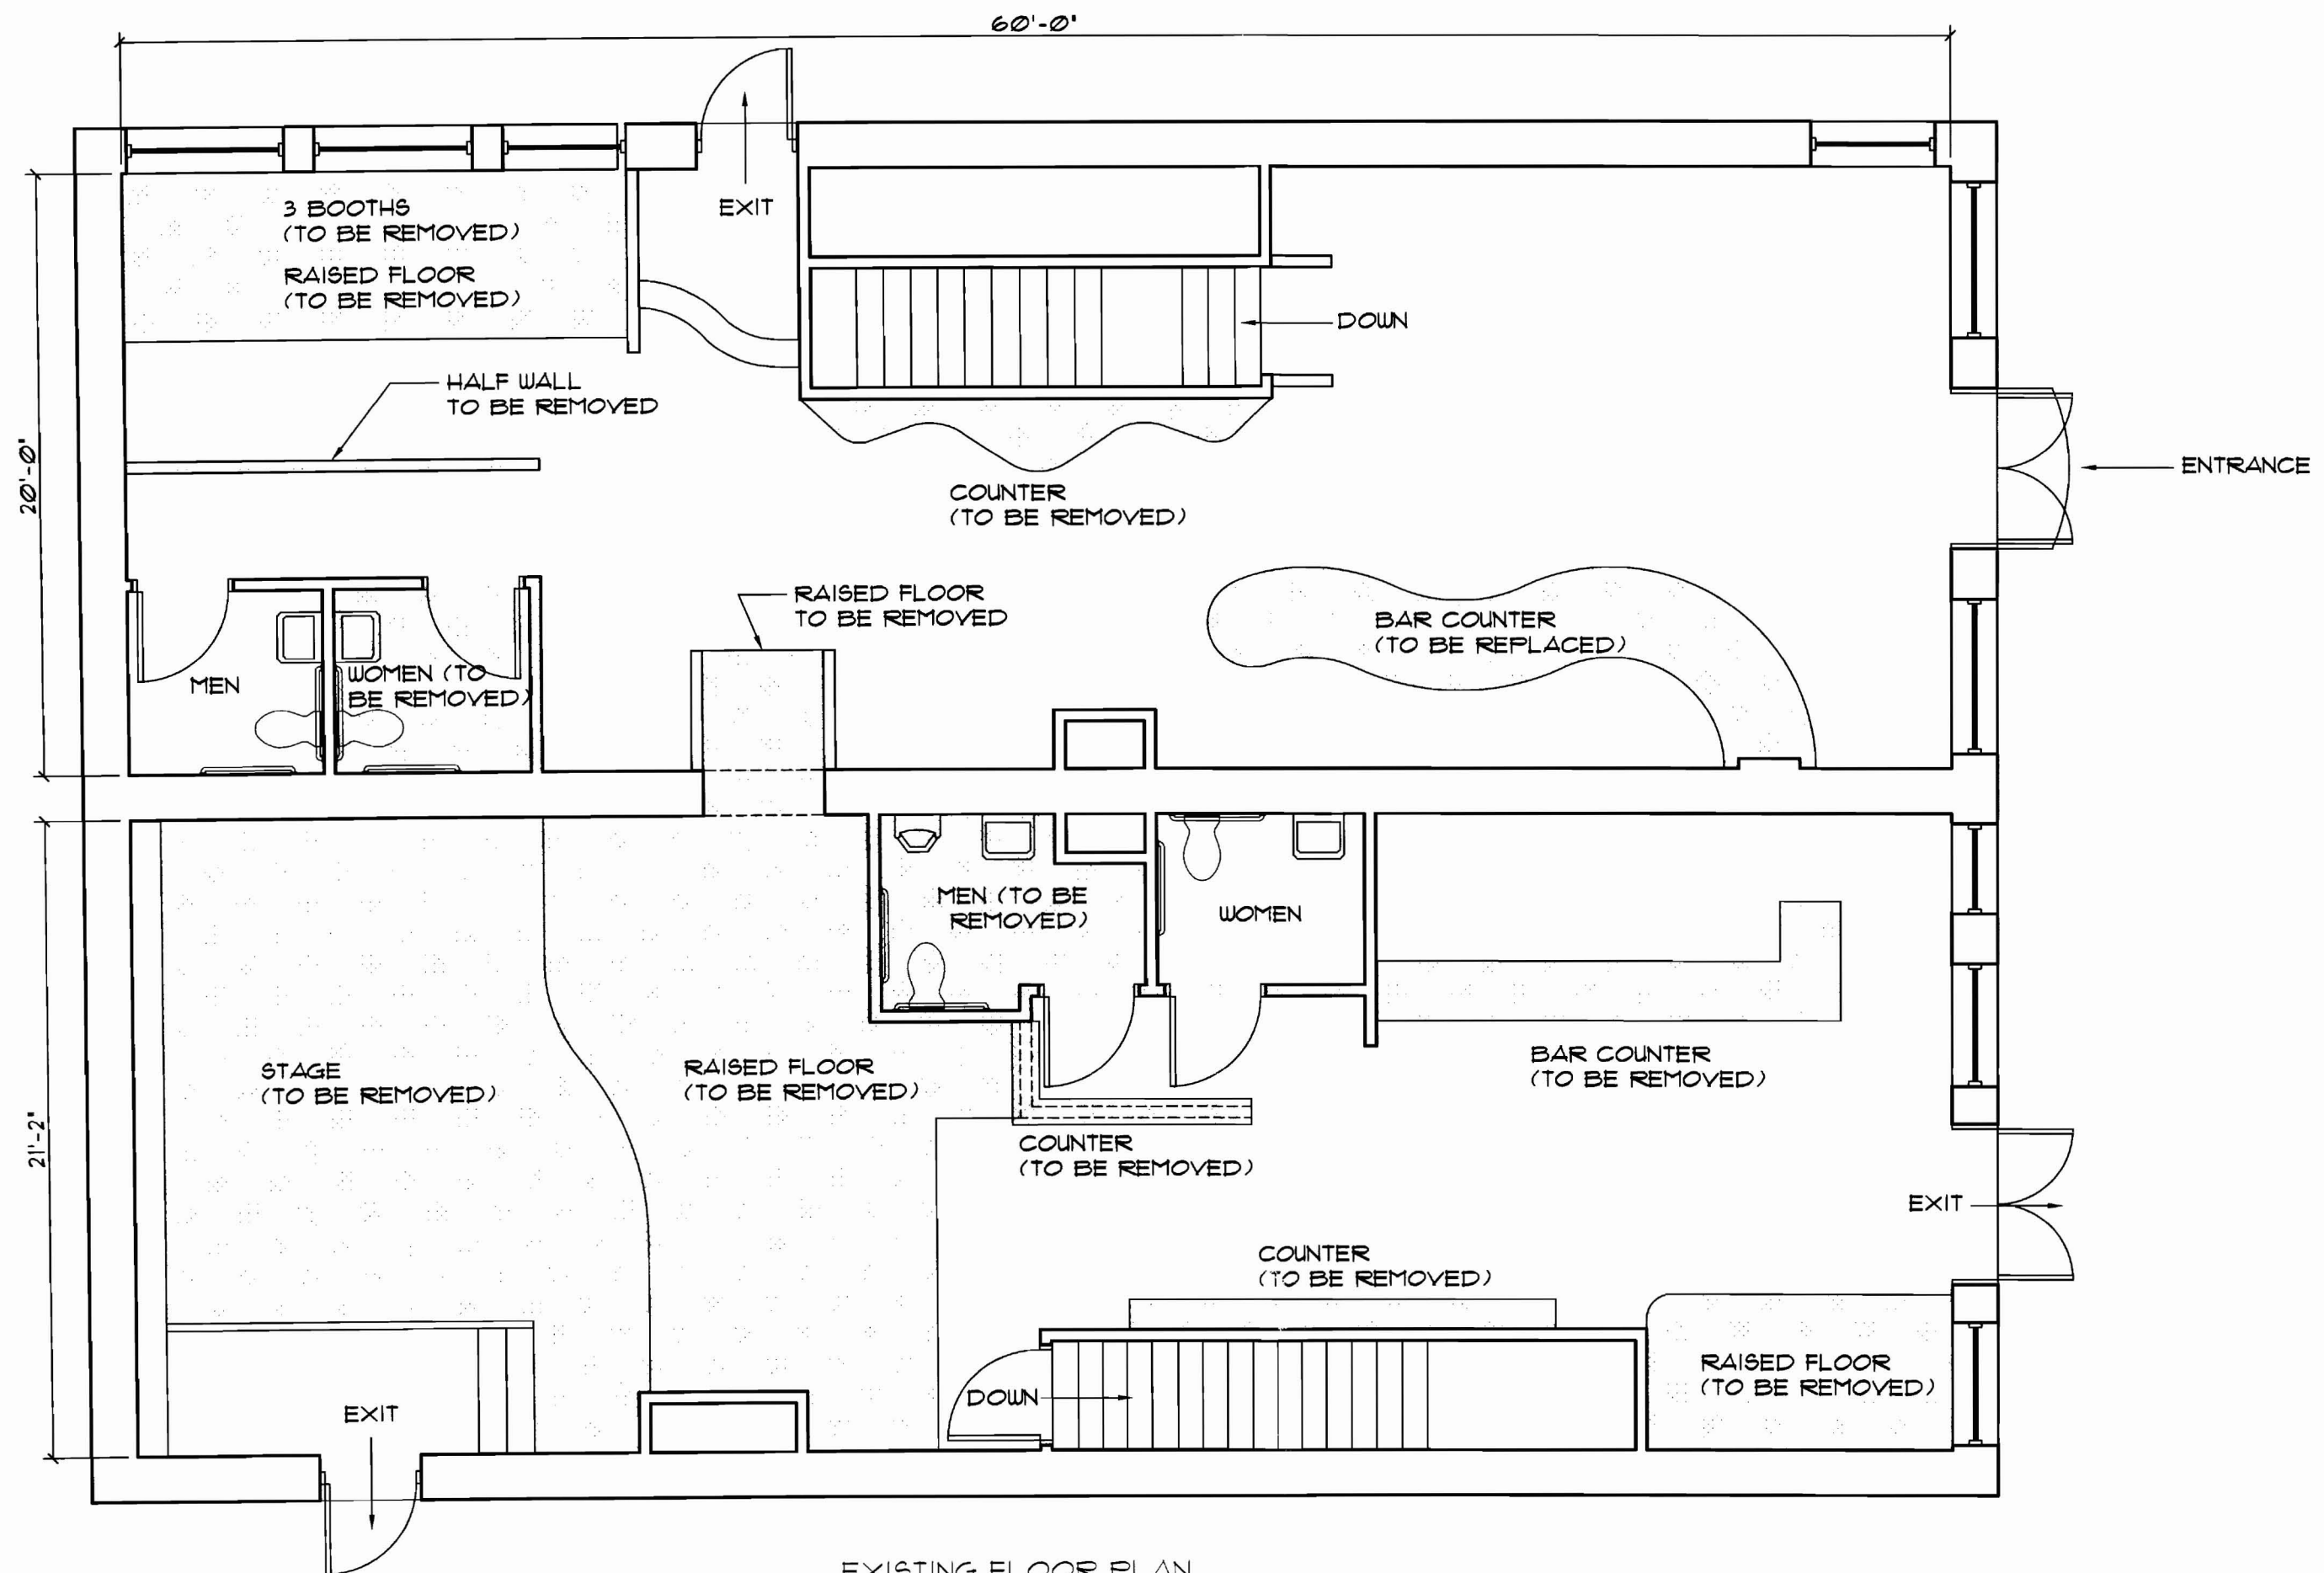 60'-0"
EXIT
3 BOOTHS
(TO BE REMOVED)
RAISED FLOOR
(TO BE REMOVED)
DOWN
HALF WALL
TO BE REMOVED
20'-0"
ENTRANCE
COUNTER
(TO BE REMOVED)
RAISED FLOOR
TO BE REMOVED
BAR COUNTER
(TO BE REPLACED)
MEN
WOMEN (TO
BE REMOVED)
MEN (TO BE
REMOVED)
WOMEN
STAGE
(TO BE REMOVED)
RAISED FLOOR
(TO BE REMOVED)
BAR COUNTER
(TO BE REMOVED)
21'-2"
COUNTER
(TO BE REMOVED)
EXIT
COUNTER
(TO BE REMOVED)
RAISED FLOOR
(TO BE REMOVED)
DOWN
EXIT
EXISTING FLOOR PLAN